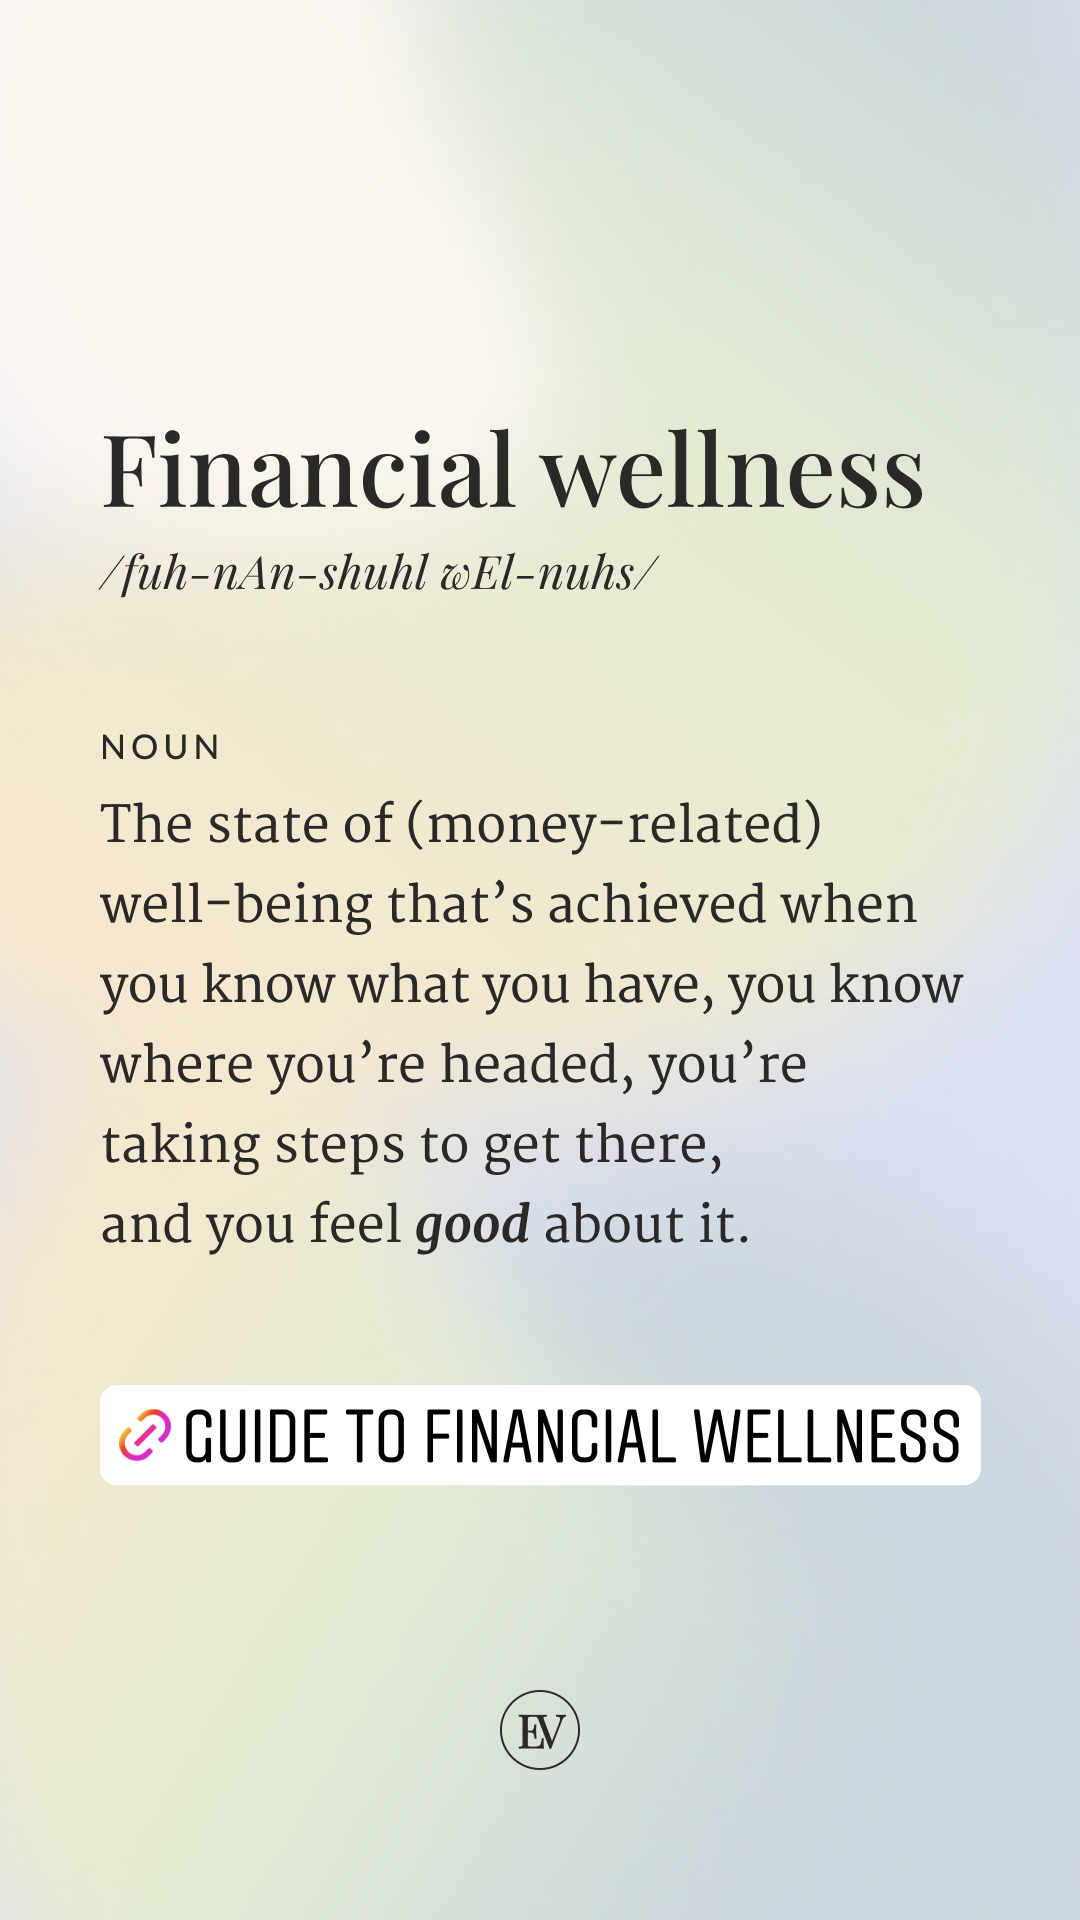 Financial wellness
/fuh-nAn-shuhl wEl-nuhs/
NOUN
The state of (money-related)
well-being that’s achieved when
you know what you have, you know
where you’re headed, you’re
taking steps to get there,
and you feel good about it.
GUIDE TO FINANCIAL WELLNESS
EV